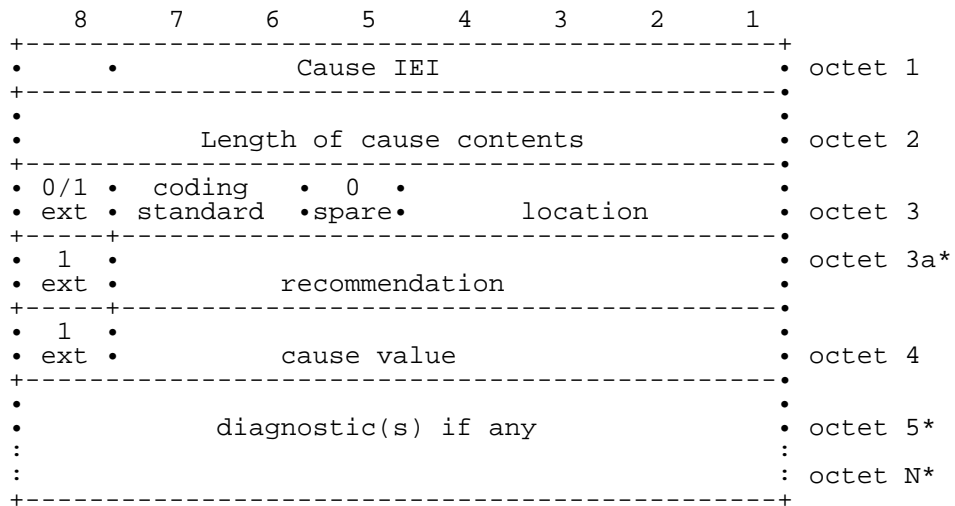 8 7 6 5 4 3 2 1
+-----------------------------------------------+
• • Cause IEI • octet 1
+-----------------------------------------------•
• •
• Length of cause contents • octet 2
+-----------------------------------------------•
• 0/1 • coding • 0 • •
• ext • standard •spare• location • octet 3
+-----+-----------------------------------------•
• 1 • • octet 3a*
• ext • recommendation •
+-----+-----------------------------------------•
• 1 • •
• ext • cause value • octet 4
+-----------------------------------------------•
• •
• diagnostic(s) if any • octet 5*
: :
: : octet N*
+-----------------------------------------------+